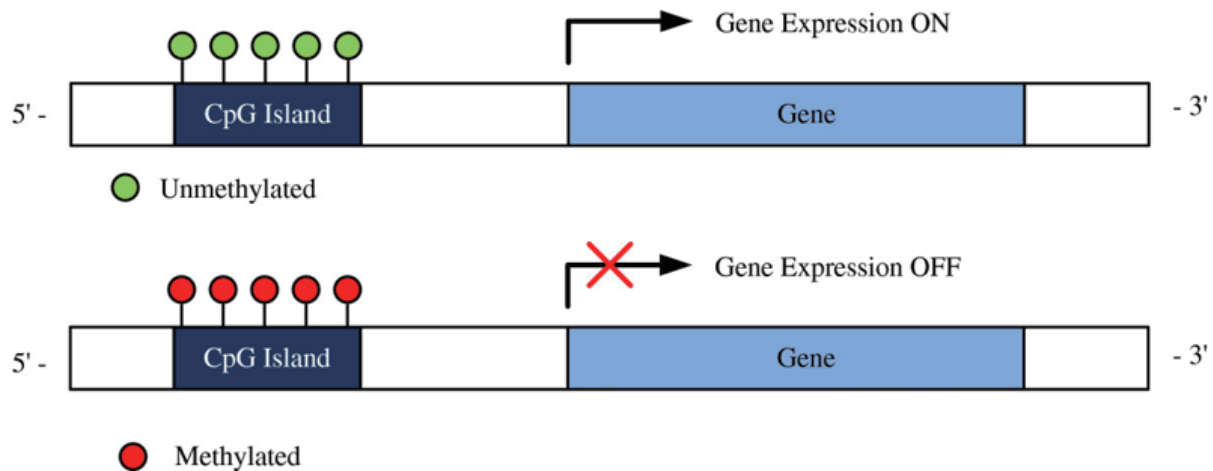 Gene Expression ON
5' -
CpG Island
Gene
- 3'
Unmethylated
Gene Expression OFF
5' -
CpG Island
Gene
- 3'
Methylated